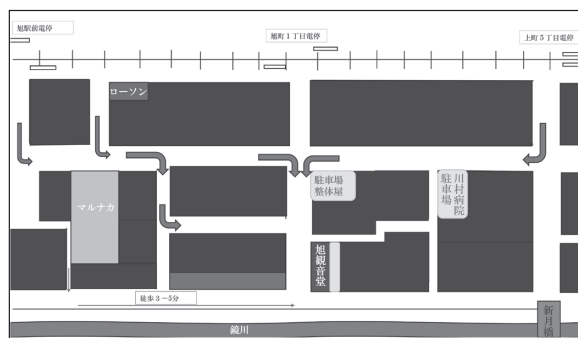 旭駅前電停
旭町1丁目電停
上町5丁目電停
ローソン
マルナカ
駐車場
整体屋
川村病院
駐車場
旭観音堂
徒歩3～5分
新月橋
鏡川